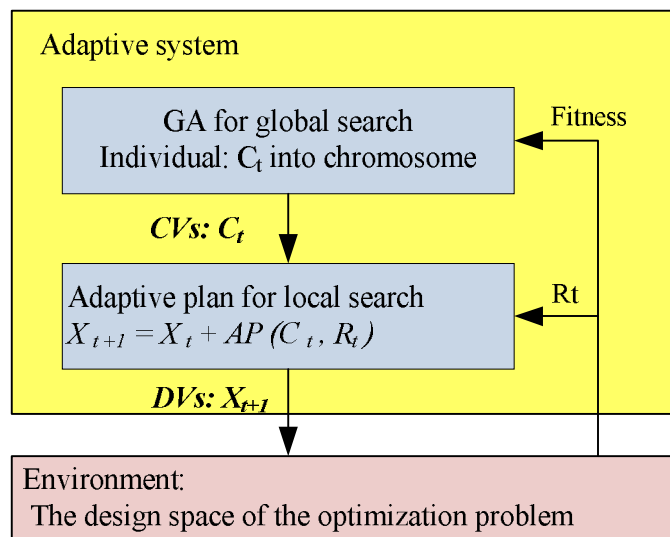 Adaptive system
GA for global search
Individual: Cₜ into chromosome
Fitness
CVs: Cₜ
Adaptive plan for local search
Xₜ₊₁ = Xₜ + AP (Cₜ, Rₜ)
Rt
DVs: Xₜ₊₁
Environment:
The design space of the optimization problem